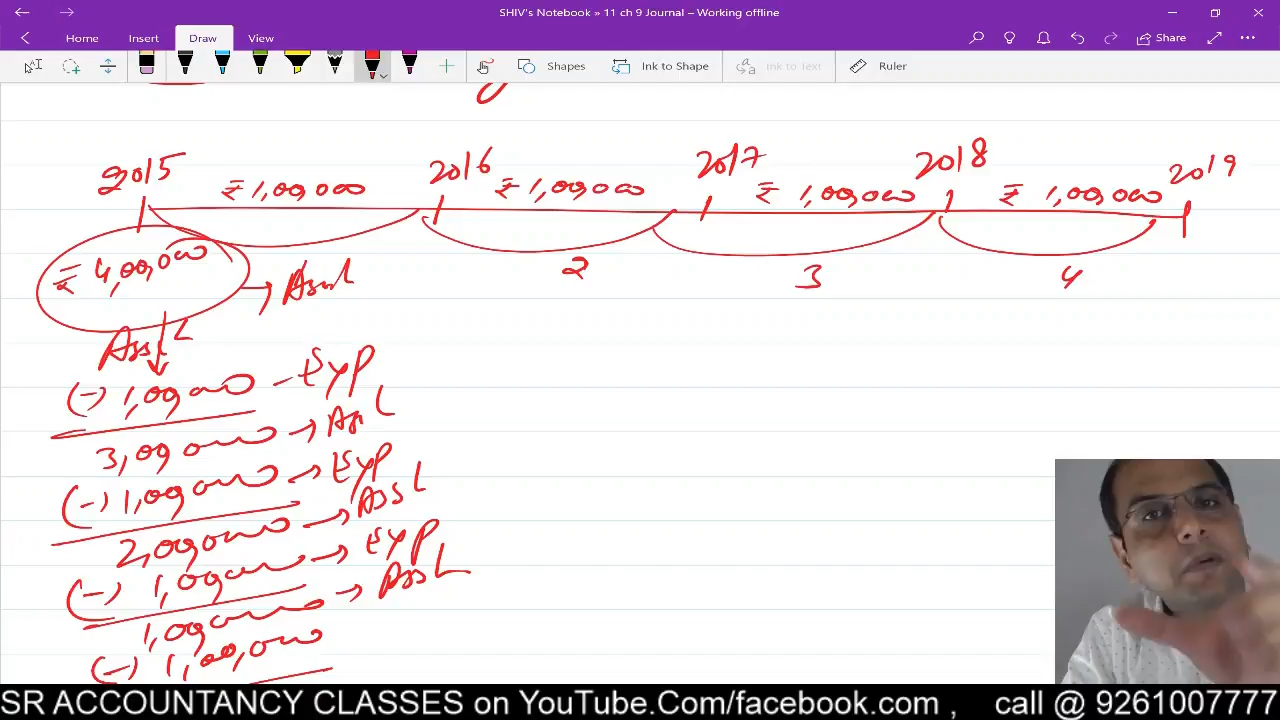 SHIV's Notebook » 11 ch 9 Journal – Working offline
Home Insert Draw View Share
Shapes Ink to Shape Ink to Text Ruler
2015 2016 2017 2018 2019
₹ 1,00,000 ₹ 1,00,000 ₹ 1,00,000 ₹ 1,00,000
2 3 4
₹ 4,00,000 → Asset
Asset
(-) 1,00,000 - Exp
3,00,000 → Asset
(-) 1,00,000 → Exp
2,00,000 → Asset
(-) 1,00,000 → Exp
1,00,000 → Asset
(-) 1,00,000
SR ACCOUNTANCY CLASSES on YouTube.Com/facebook.com , call @ 9261007777